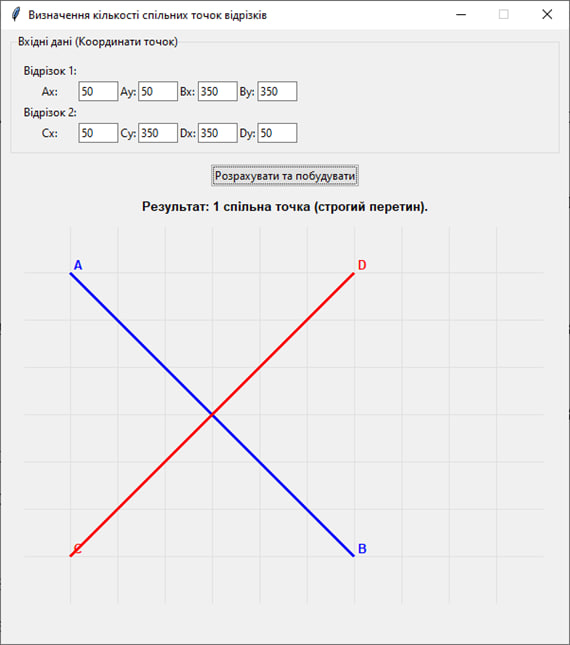 Визначення кількості спільних точок відрізків
Вхідні дані (Координати точок)
Відрізок 1:
Ax: 50 Ay: 50 Bx: 350 By: 350
Відрізок 2:
Cx: 50 Cy: 350 Dx: 350 Dy: 50
Розрахувати та побудувати
Результат: 1 спільна точка (строгий перетин).
A D
C B